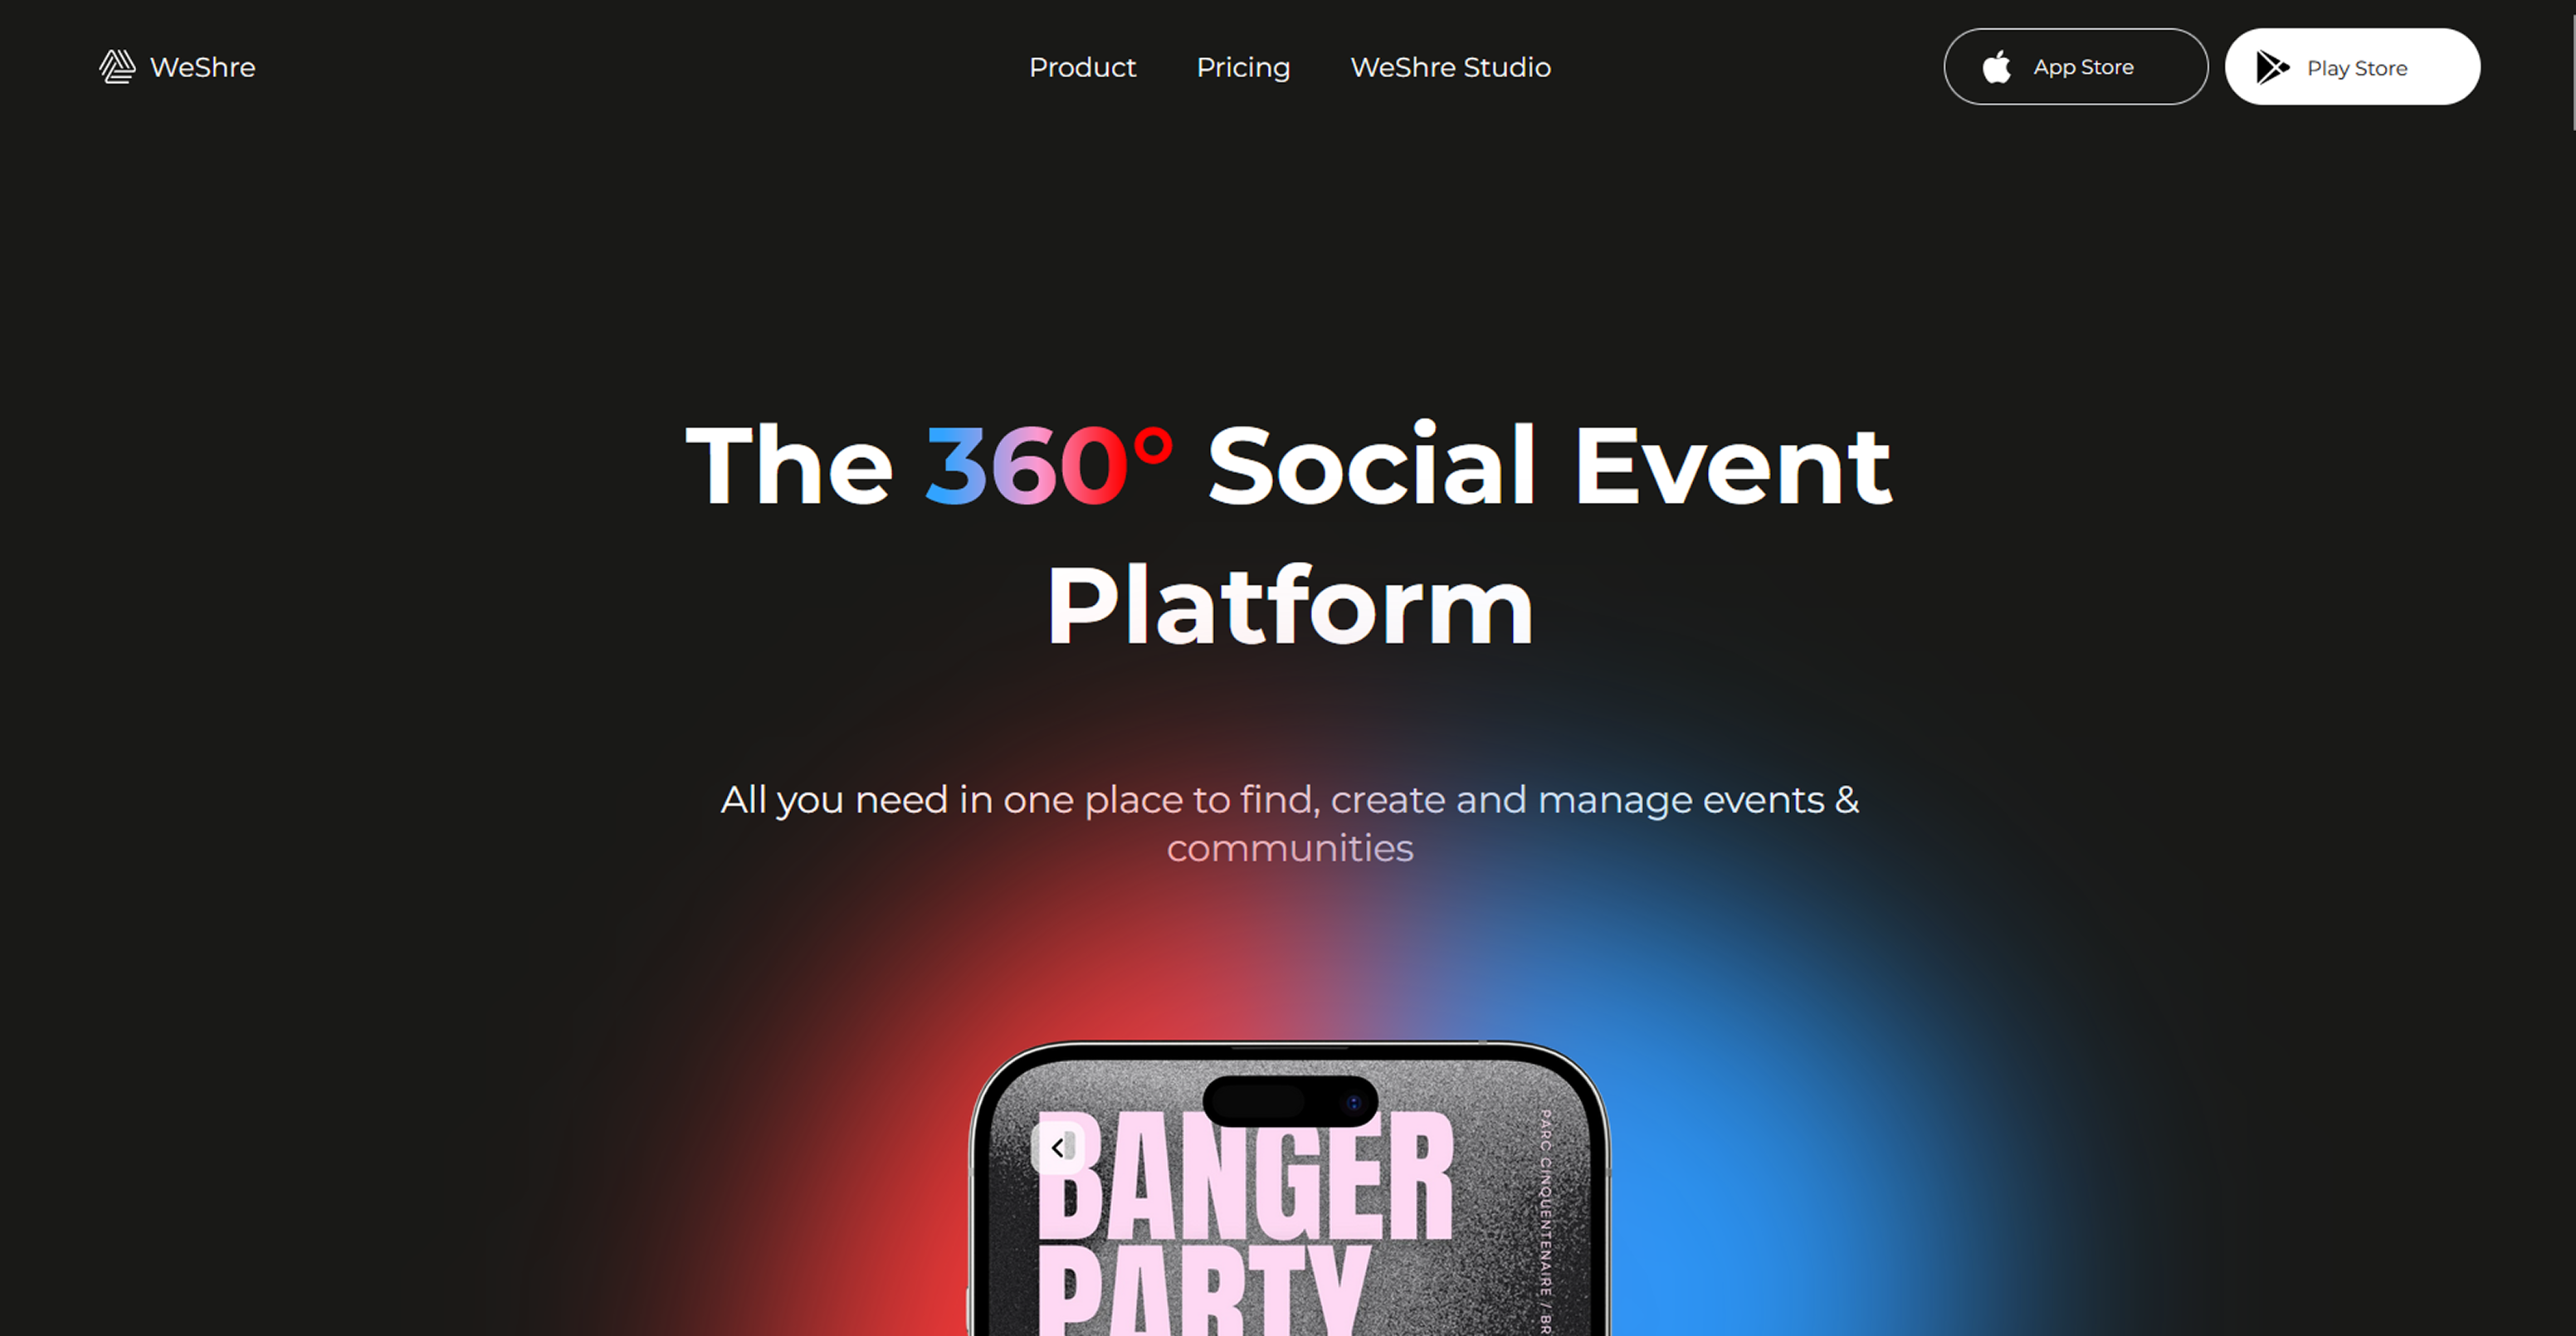 WeShre
Product
Pricing
WeShre Studio
App Store
Play Store
The 360° Social Event
Platform
All you need in one place to find, create and manage events &
communities
BANGER
PARTY
PARC CINQUENTENAIRE / BR